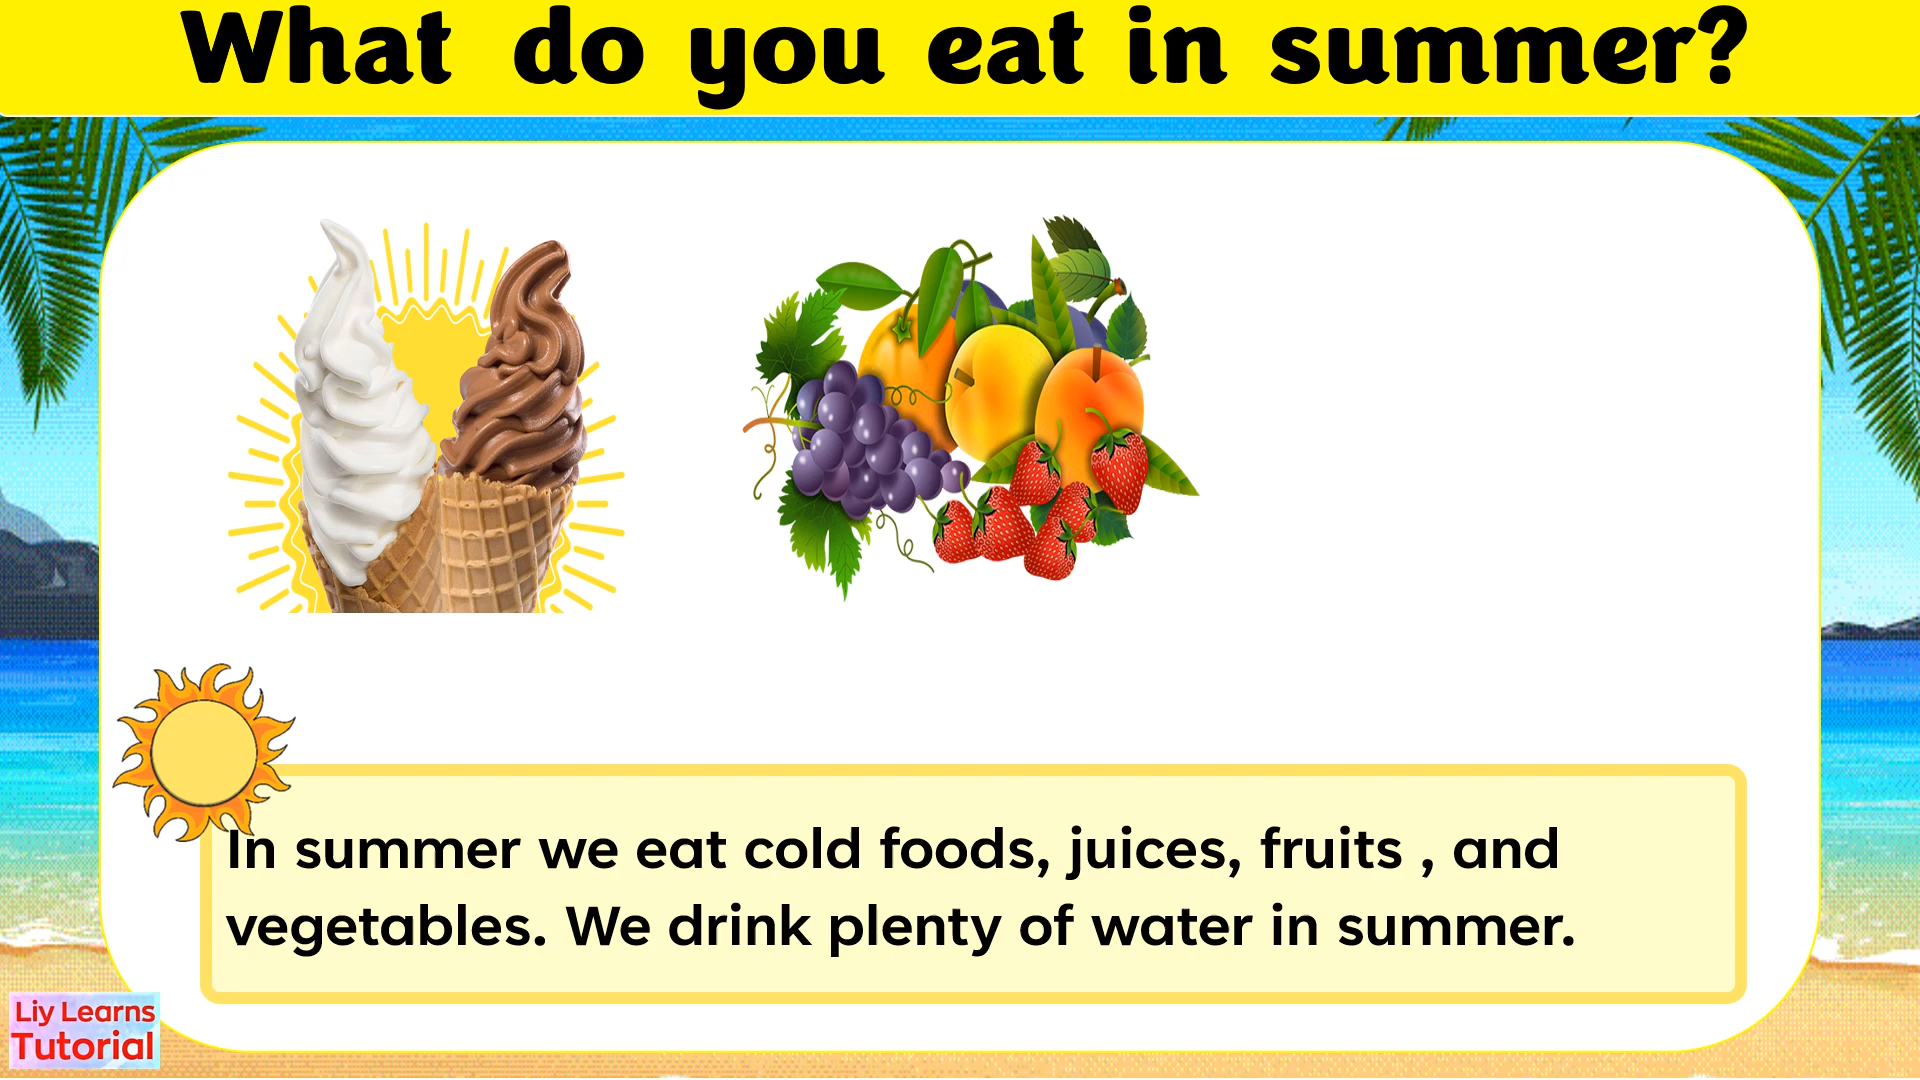 What do you eat in summer?
In summer we eat cold foods, juices, fruits , and
vegetables. We drink plenty of water in summer.
Liy Learns
Tutorial